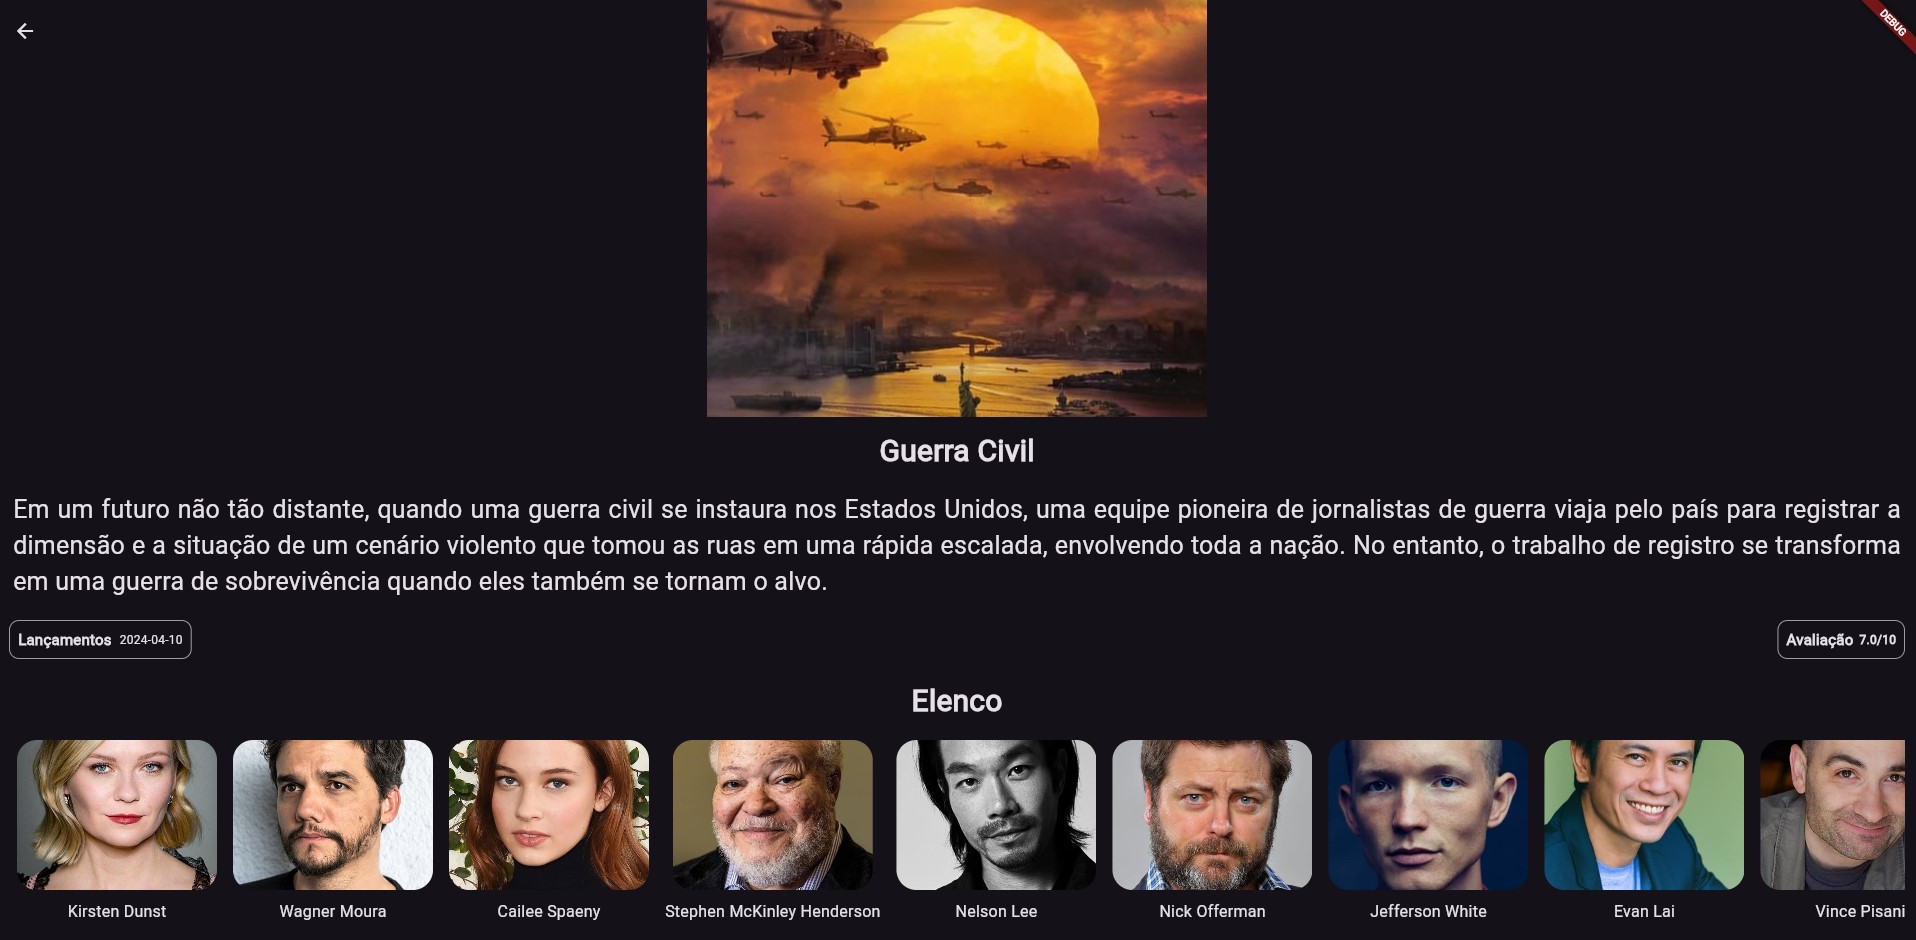 DEBUG
Guerra Civil
Em um futuro não tão distante, quando uma guerra civil se instaura nos Estados Unidos, uma equipe pioneira de jornalistas de guerra viaja pelo país para registrar a
dimensão e a situação de um cenário violento que tomou as ruas em uma rápida escalada, envolvendo toda a nação. No entanto, o trabalho de registro se transforma
em uma guerra de sobrevivência quando eles também se tornam o alvo.
Lançamentos 2024-04-10
Avaliação 7.0/10
Elenco
Kirsten Dunst
Wagner Moura
Cailee Spaeny
Stephen McKinley Henderson
Nelson Lee
Nick Offerman
Jefferson White
Evan Lai
Vince Pisani